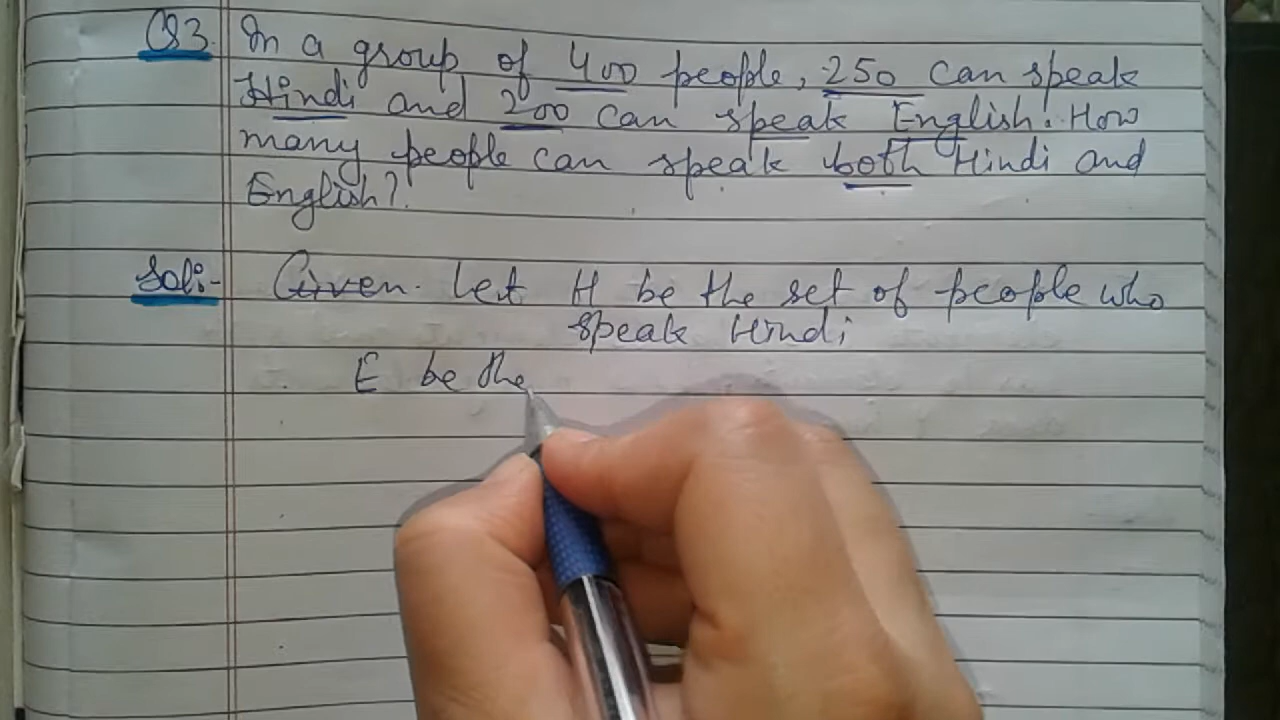 Q3. In a group of 400 people, 250 can speak
Hindi and 200 can speak English. How
many people can speak both Hindi and
English?
Sol:- Given. Let H be the set of people who
speak Hindi
E be the